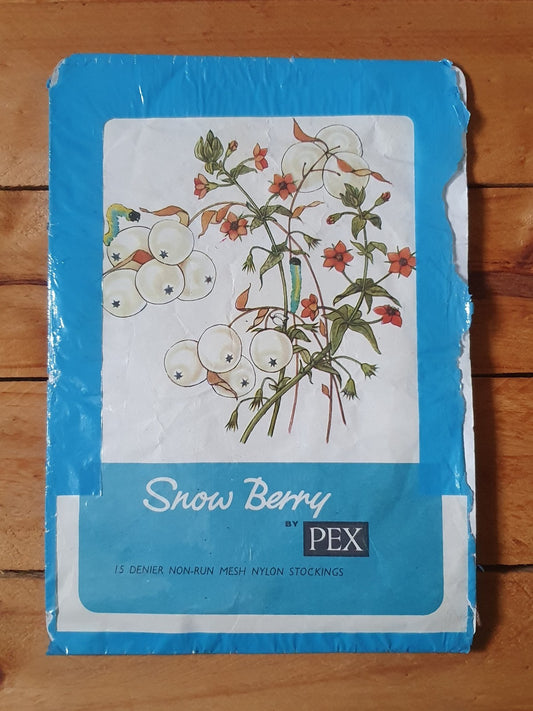 Snow Berry
BY PEX
15 DENIER NON-RUN MESH NYLON STOCKINGS